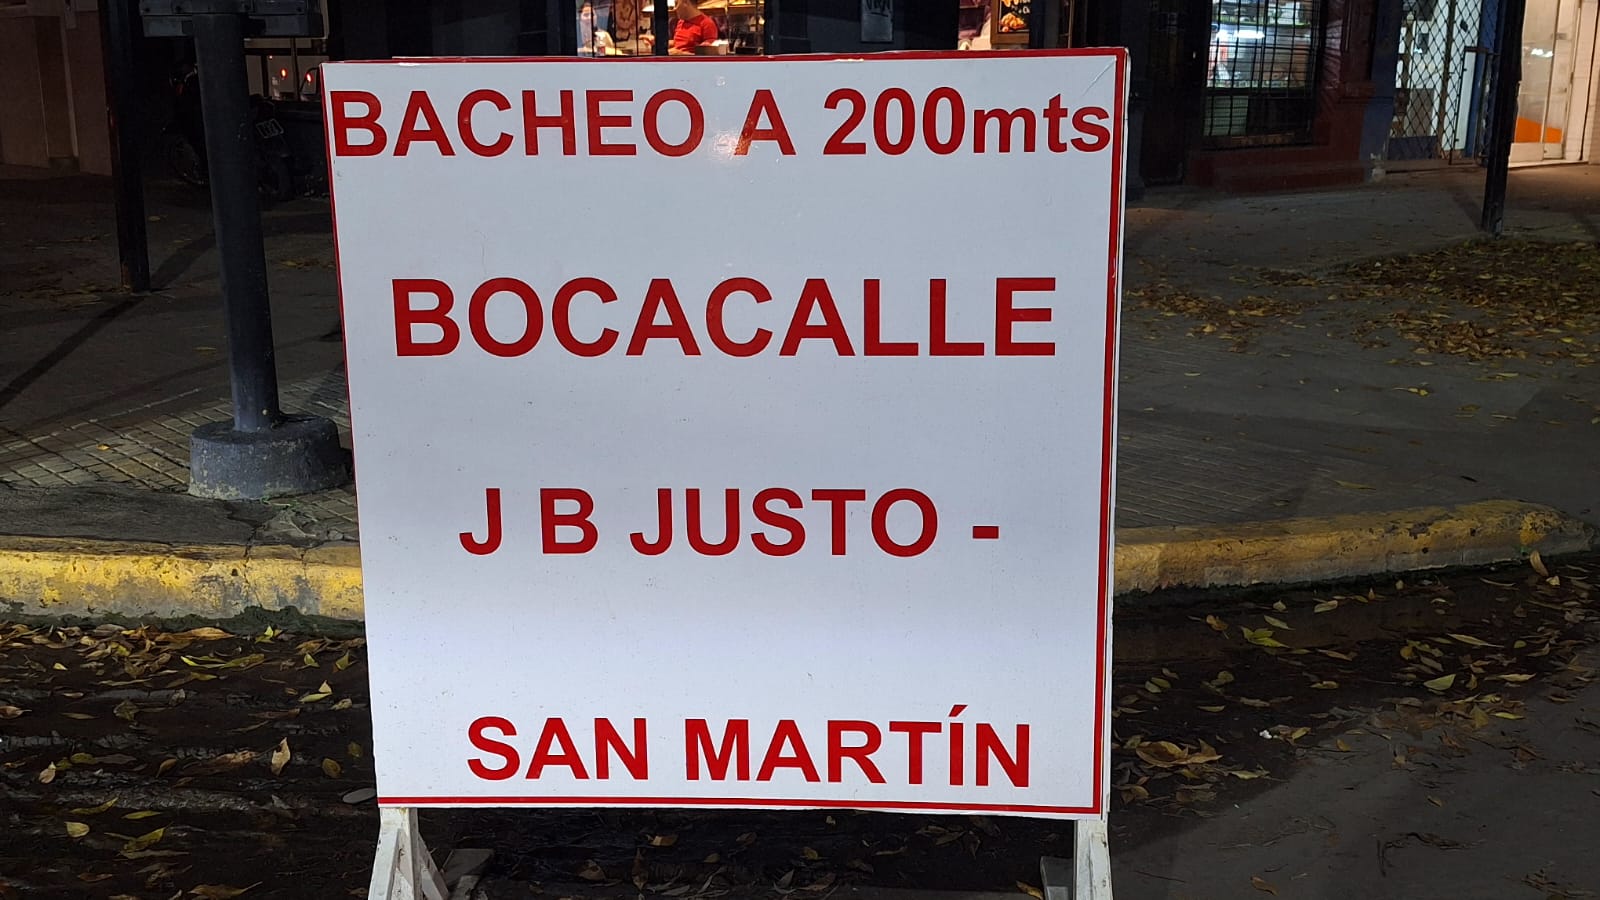 BACHEO A 200mts
BOCACALLE
J B JUSTO -
SAN MARTÍN